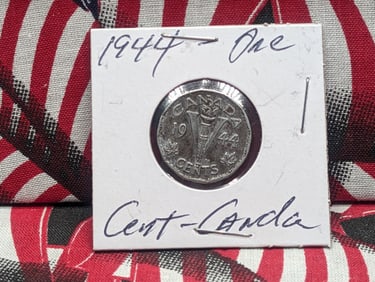 1944 - One
CANADA
19 V 44
CENTS
Cent - Canda